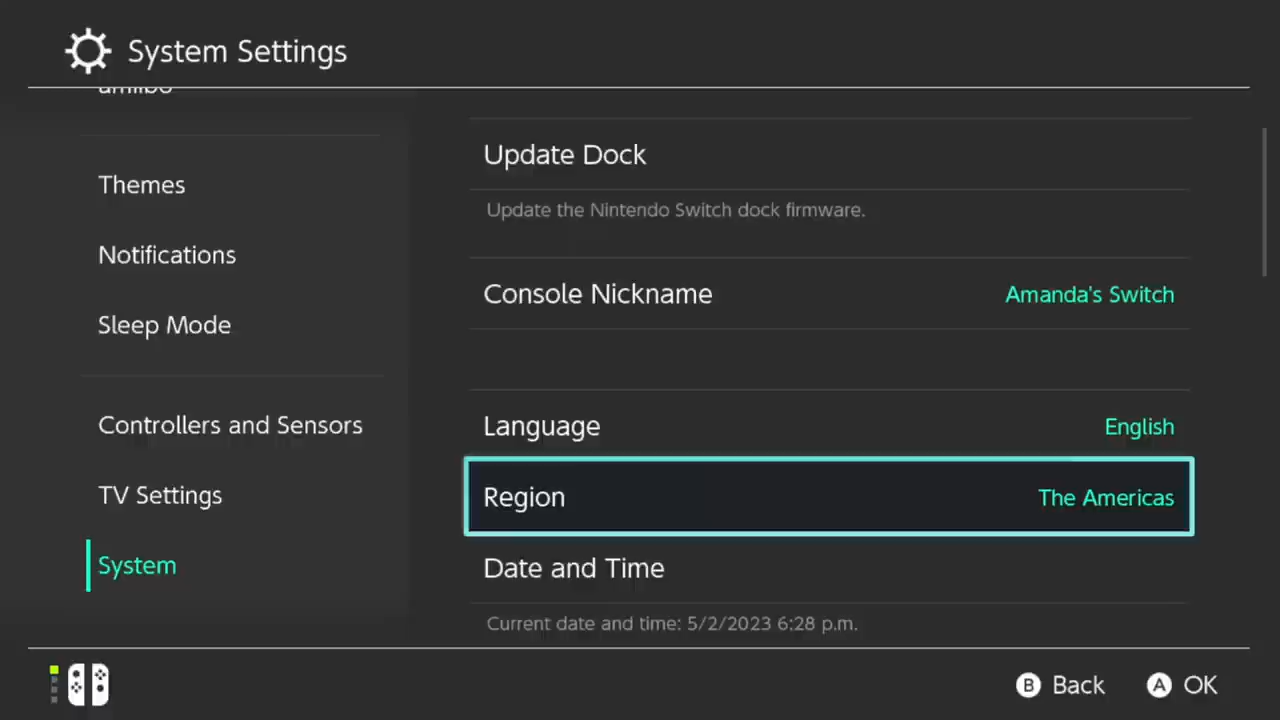 System Settings
amiibo
Themes
Notifications
Sleep Mode
Controllers and Sensors
TV Settings
System
Update Dock
Update the Nintendo Switch dock firmware.
Console Nickname Amanda's Switch
Language English
Region The Americas
Date and Time
Current date and time: 5/2/2023 6:28 p.m.
B Back A OK